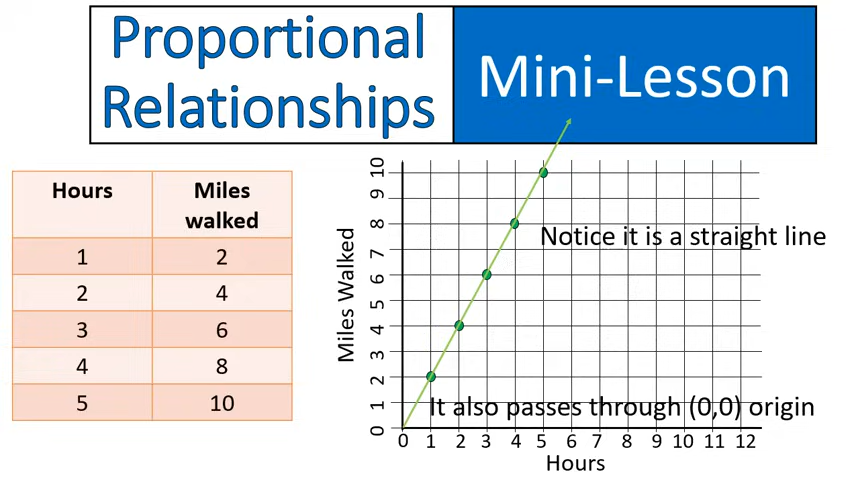 Proportional
Relationships
Mini-Lesson
Hours Miles
walked
1 2
2 4
3 6
4 8
5 10
Miles Walked
10
9
8
7
6
5
4
3
2
1
0
Notice it is a straight line
It also passes through (0,0) origin
0 1 2 3 4 5 6 7 8 9 10 11 12
Hours